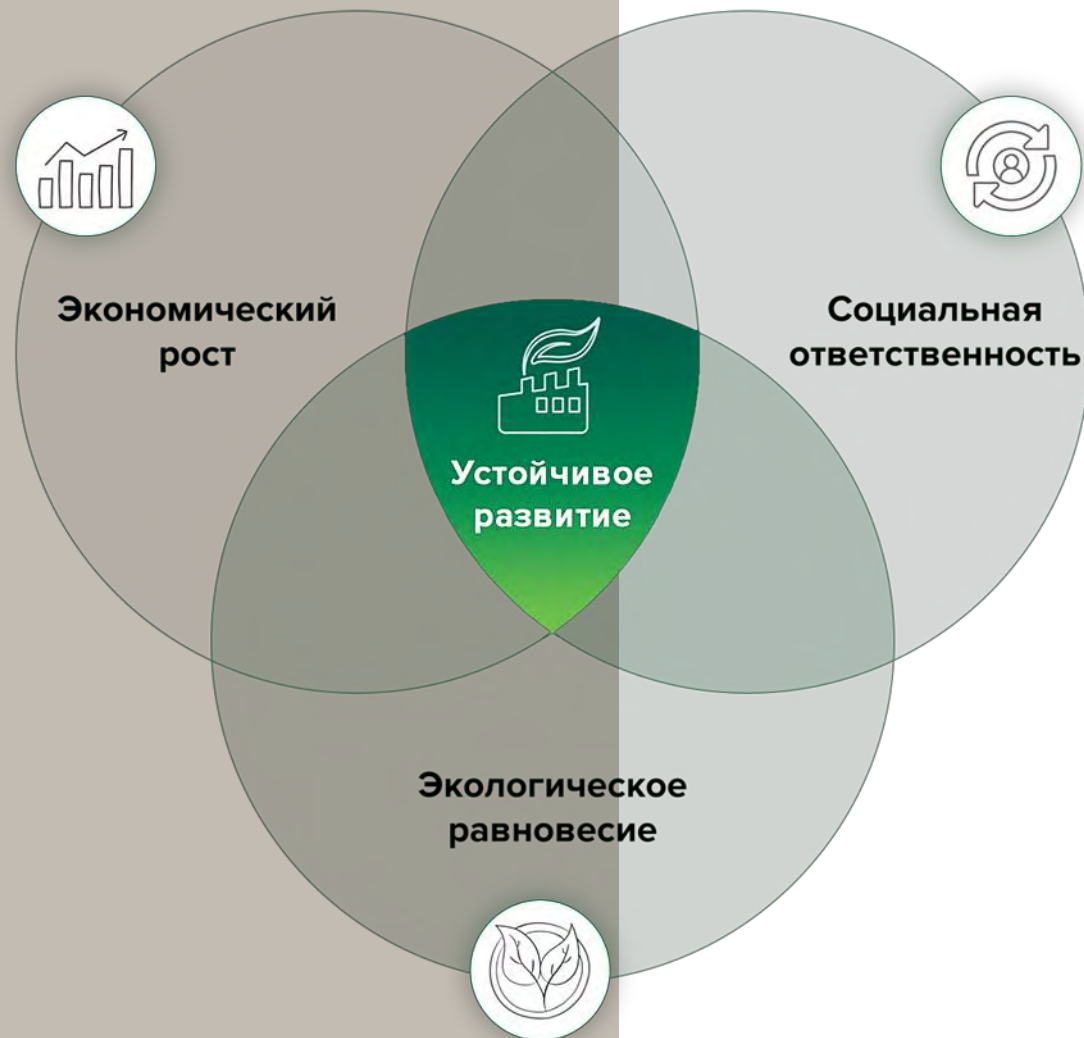 Экономический
рост
Социальная
ответственность
Устойчивое
развитие
Экологическое
равновесие